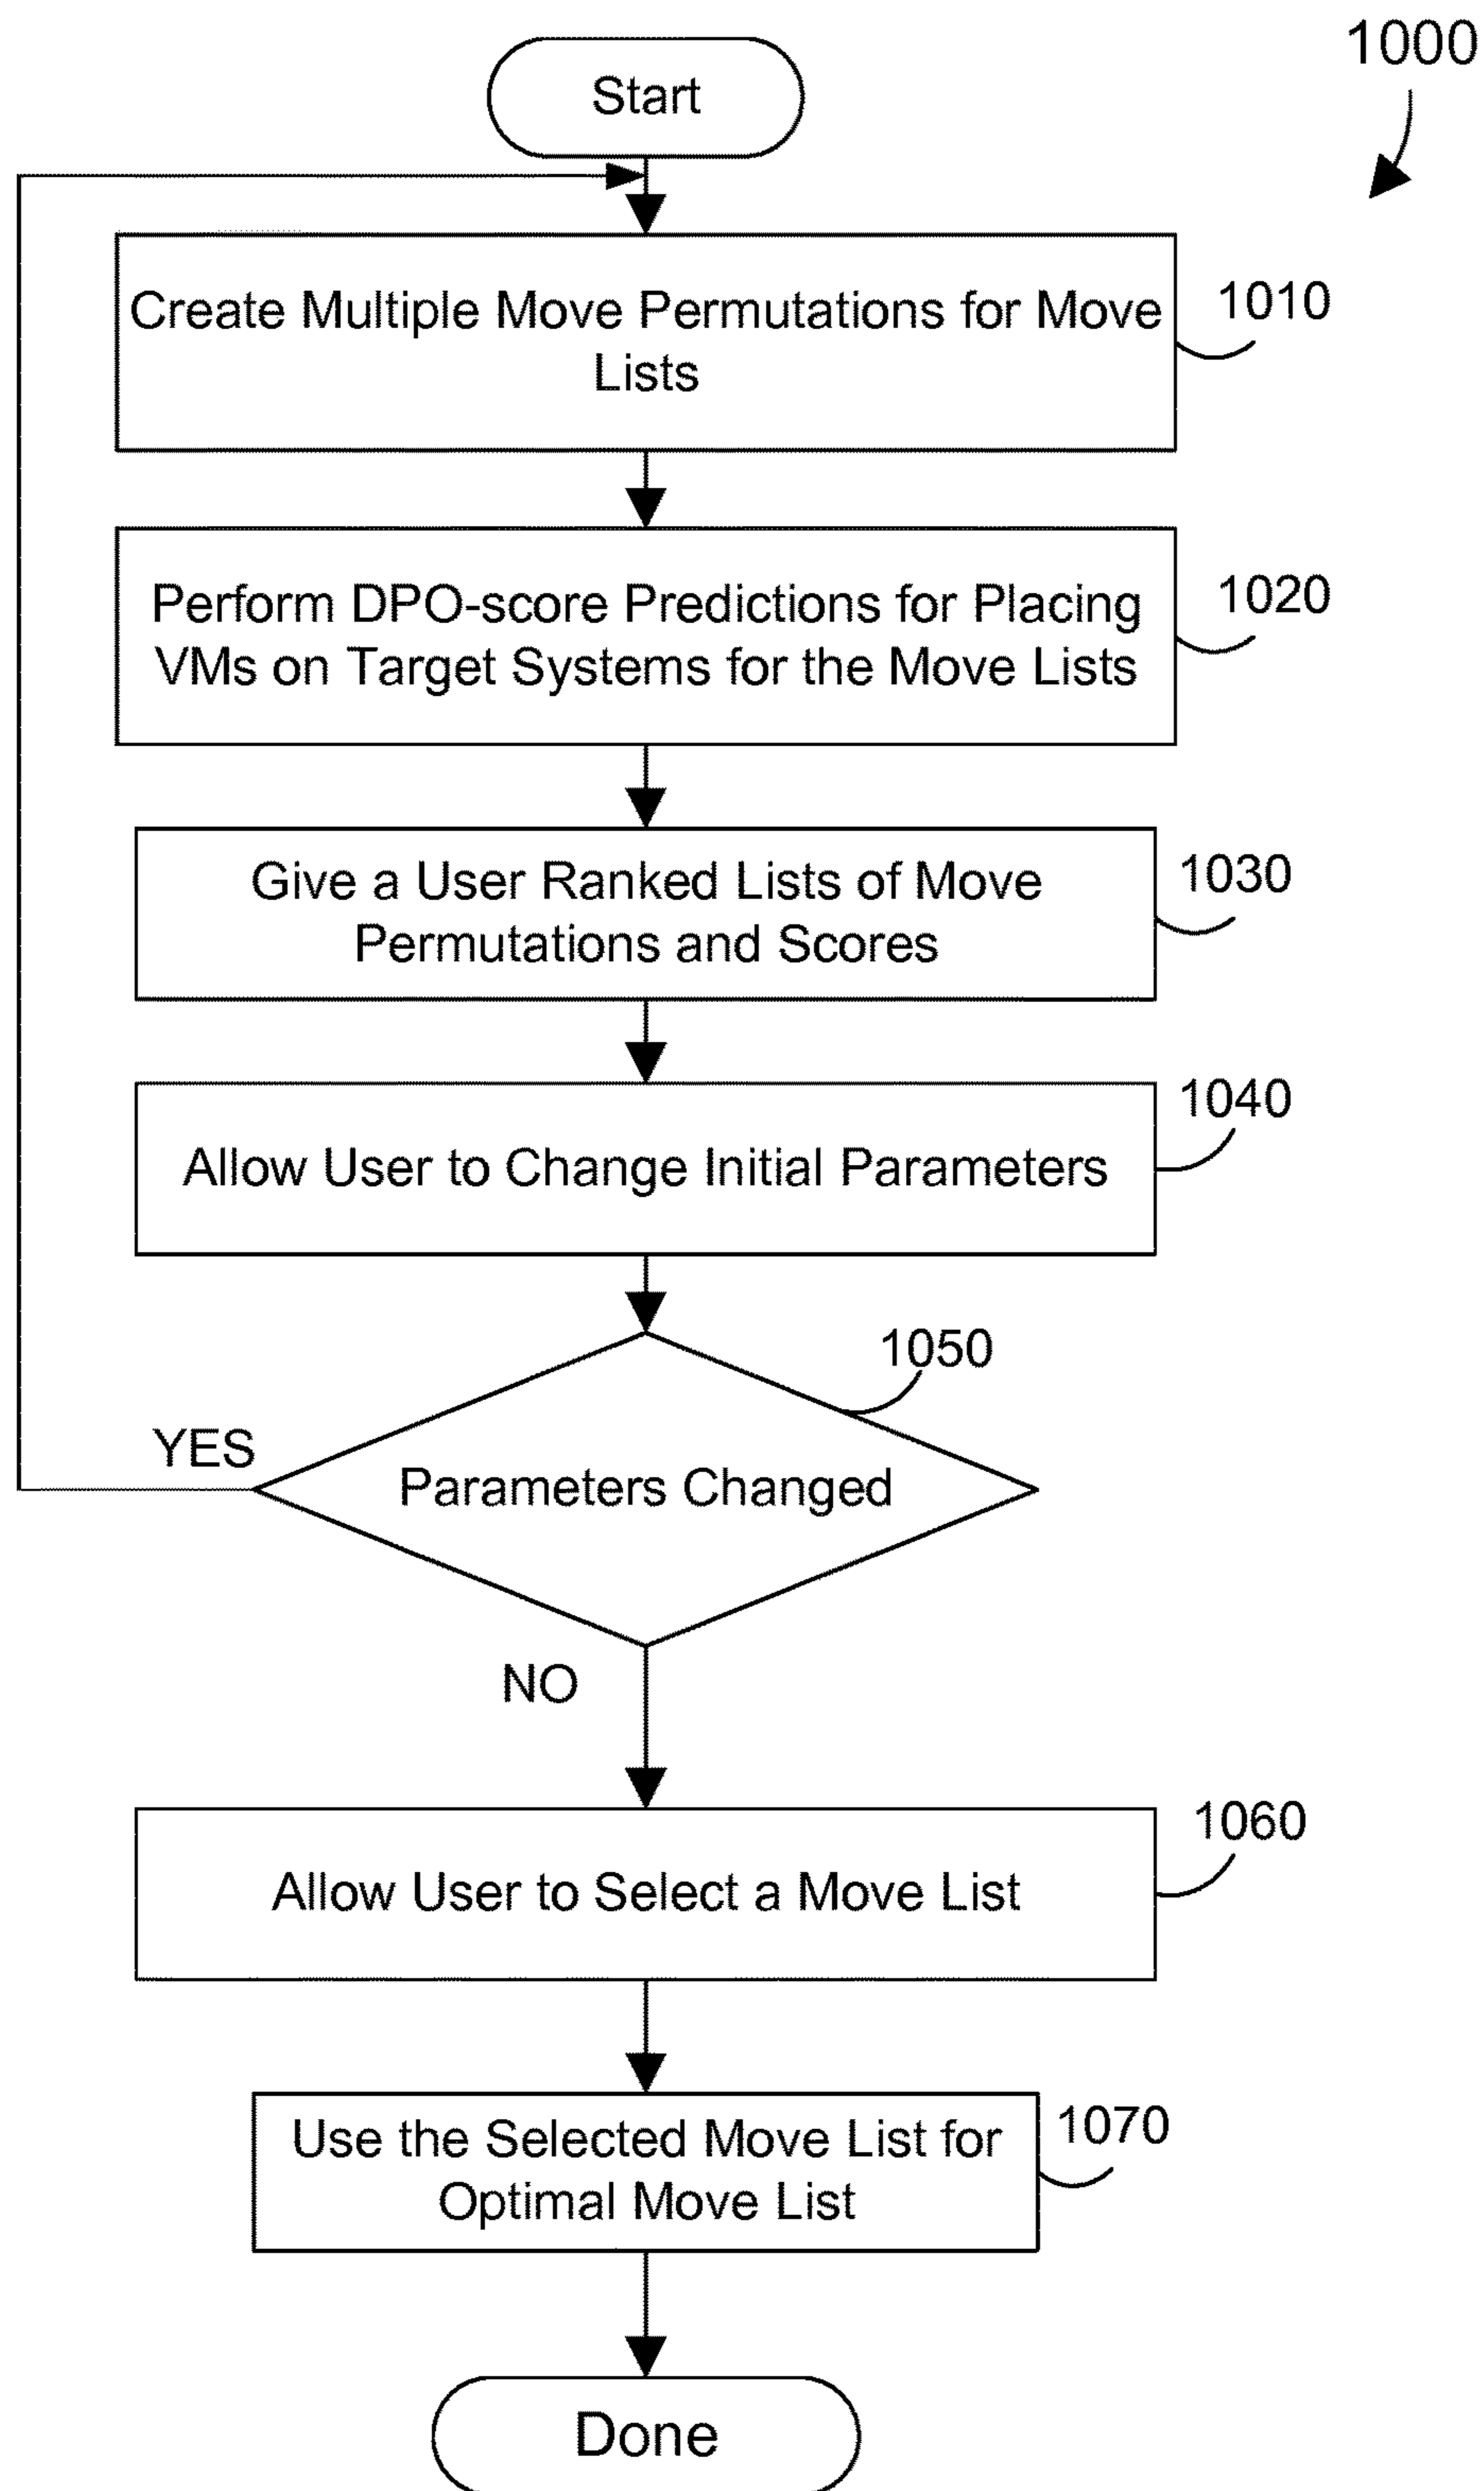 1000
Start
Create Multiple Move Permutations for Move
Lists
1010
Perform DPO-score Predictions for Placing
VMs on Target Systems for the Move Lists
1020
Give a User Ranked Lists of Move
Permutations and Scores
1030
Allow User to Change Initial Parameters
1040
1050
Parameters Changed
YES
NO
Allow User to Select a Move List
1060
Use the Selected Move List for
Optimal Move List
1070
Done